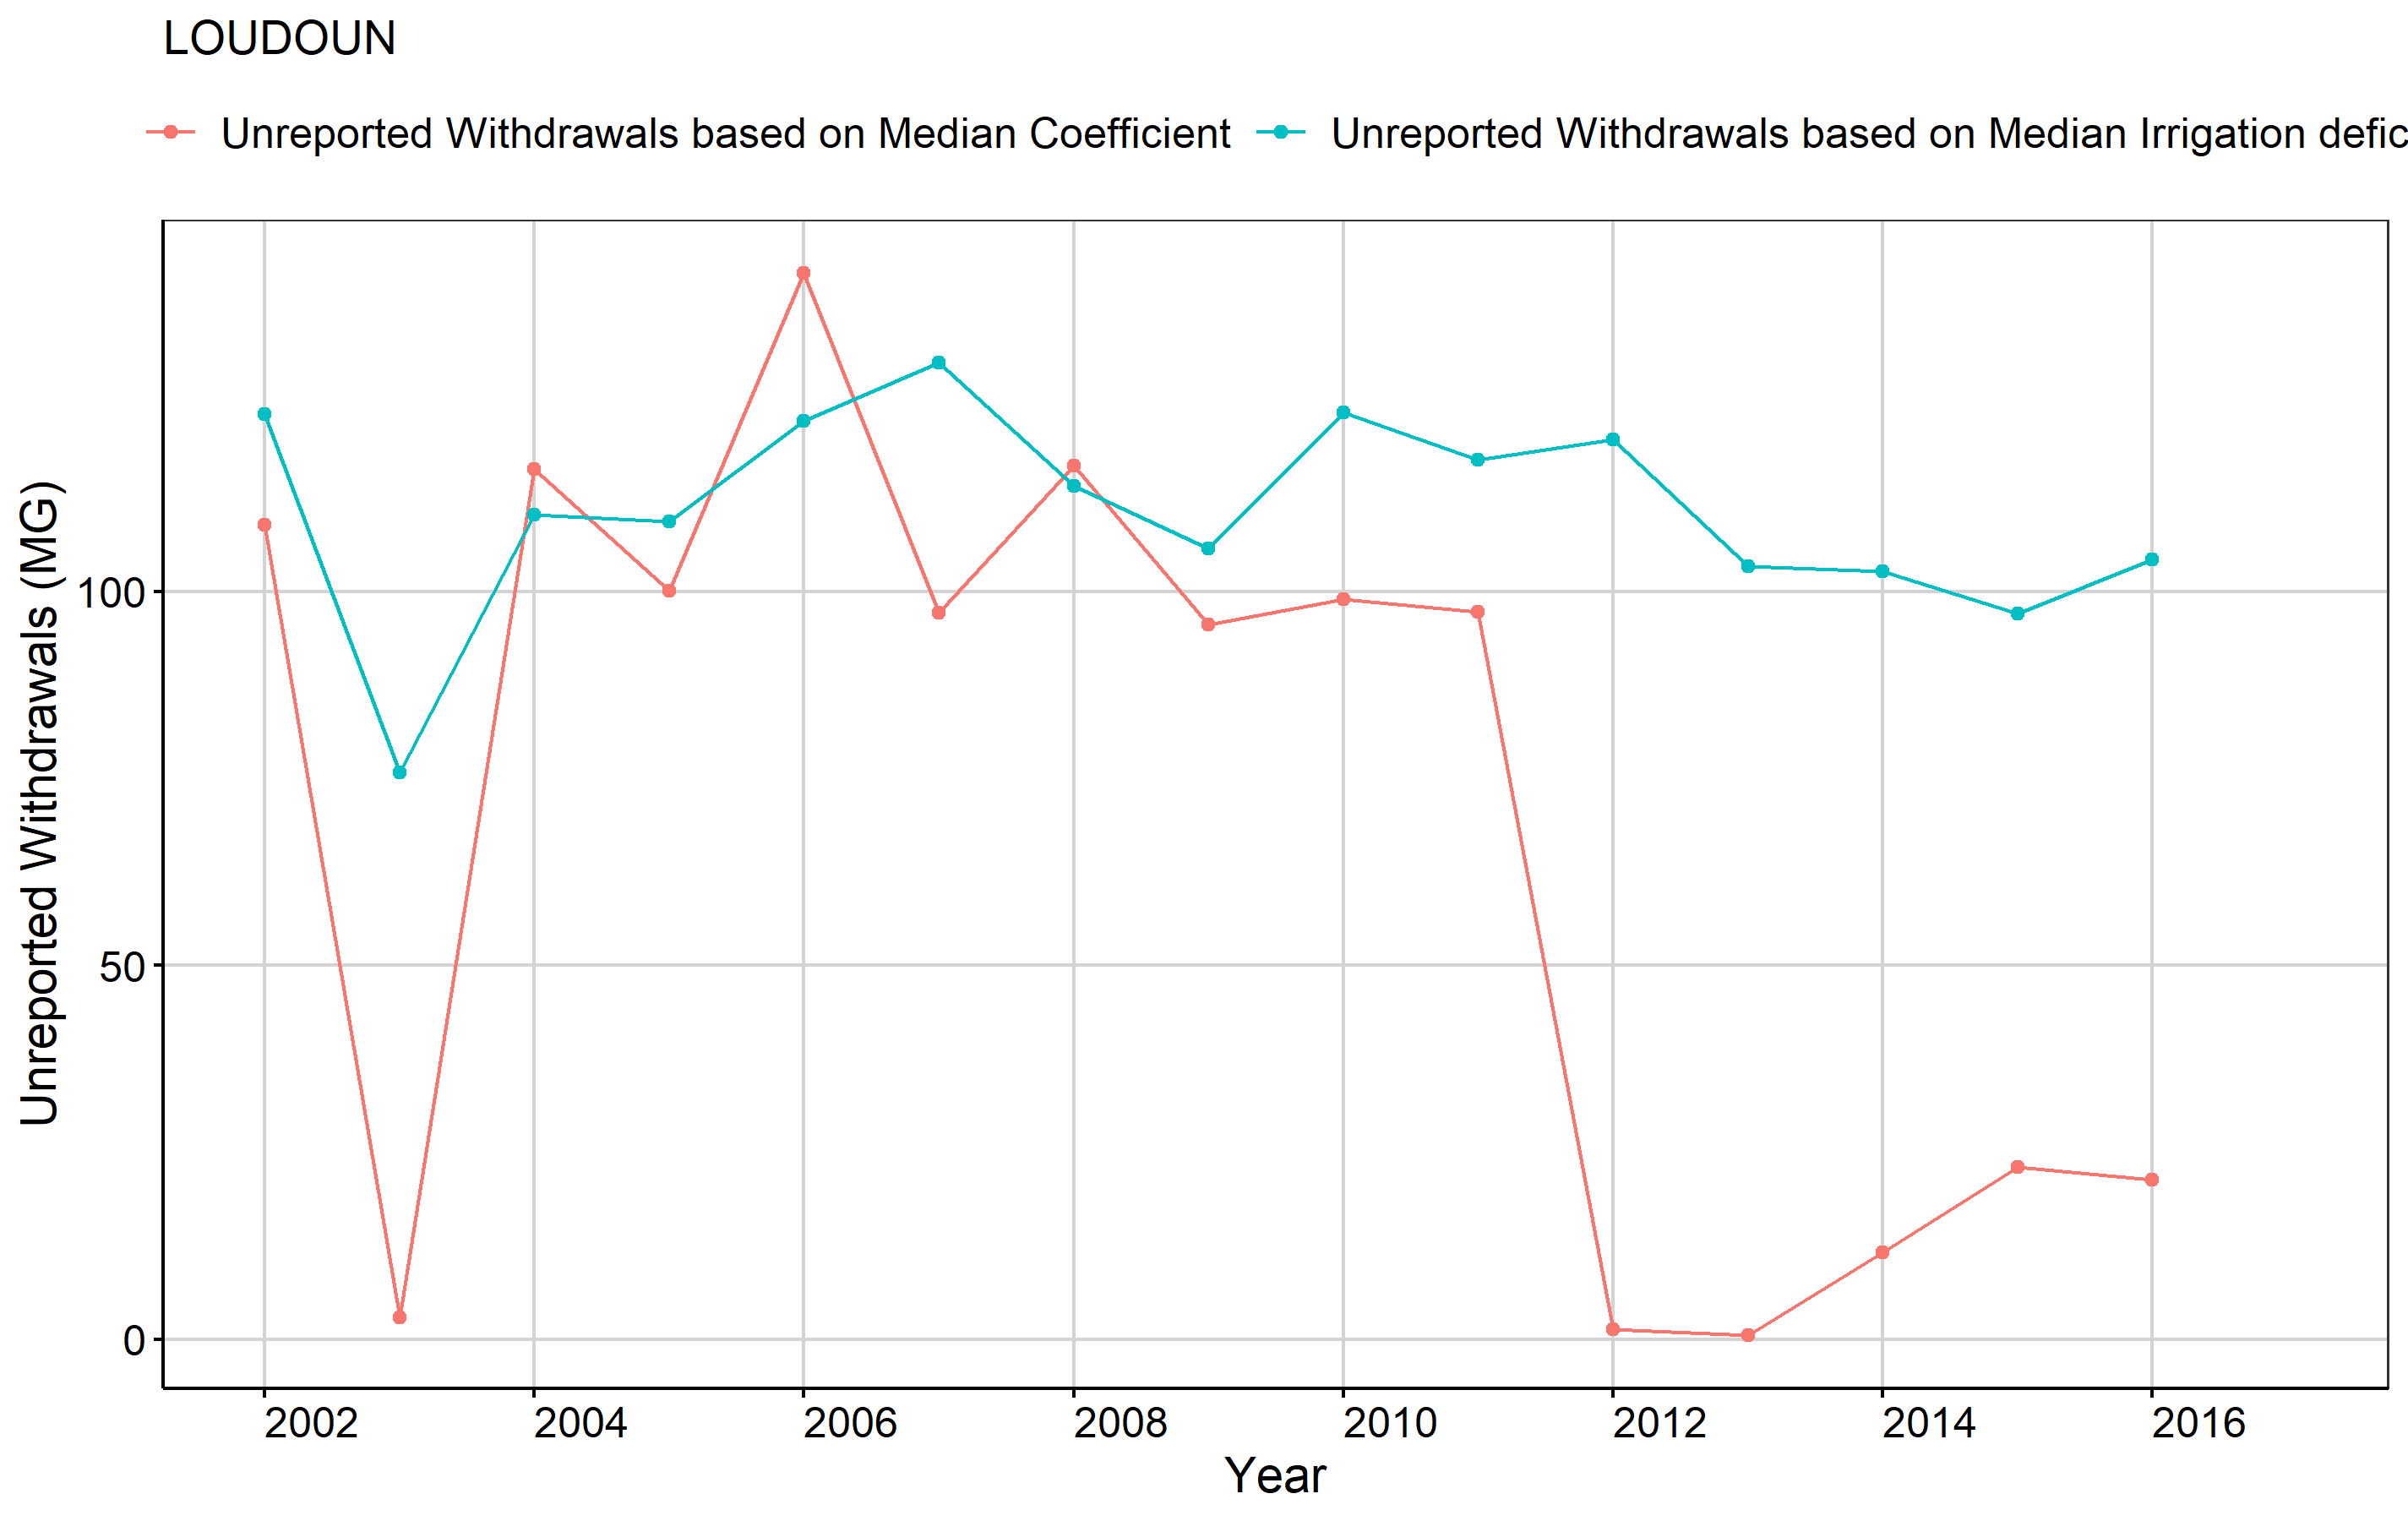 LOUDOUN
Unreported Withdrawals based on Median Coefficient Unreported Withdrawals based on Median Irrigation defic
Unreported Withdrawals (MG)
100
50
0
2002 2004 2006 2008 2010 2012 2014 2016
Year